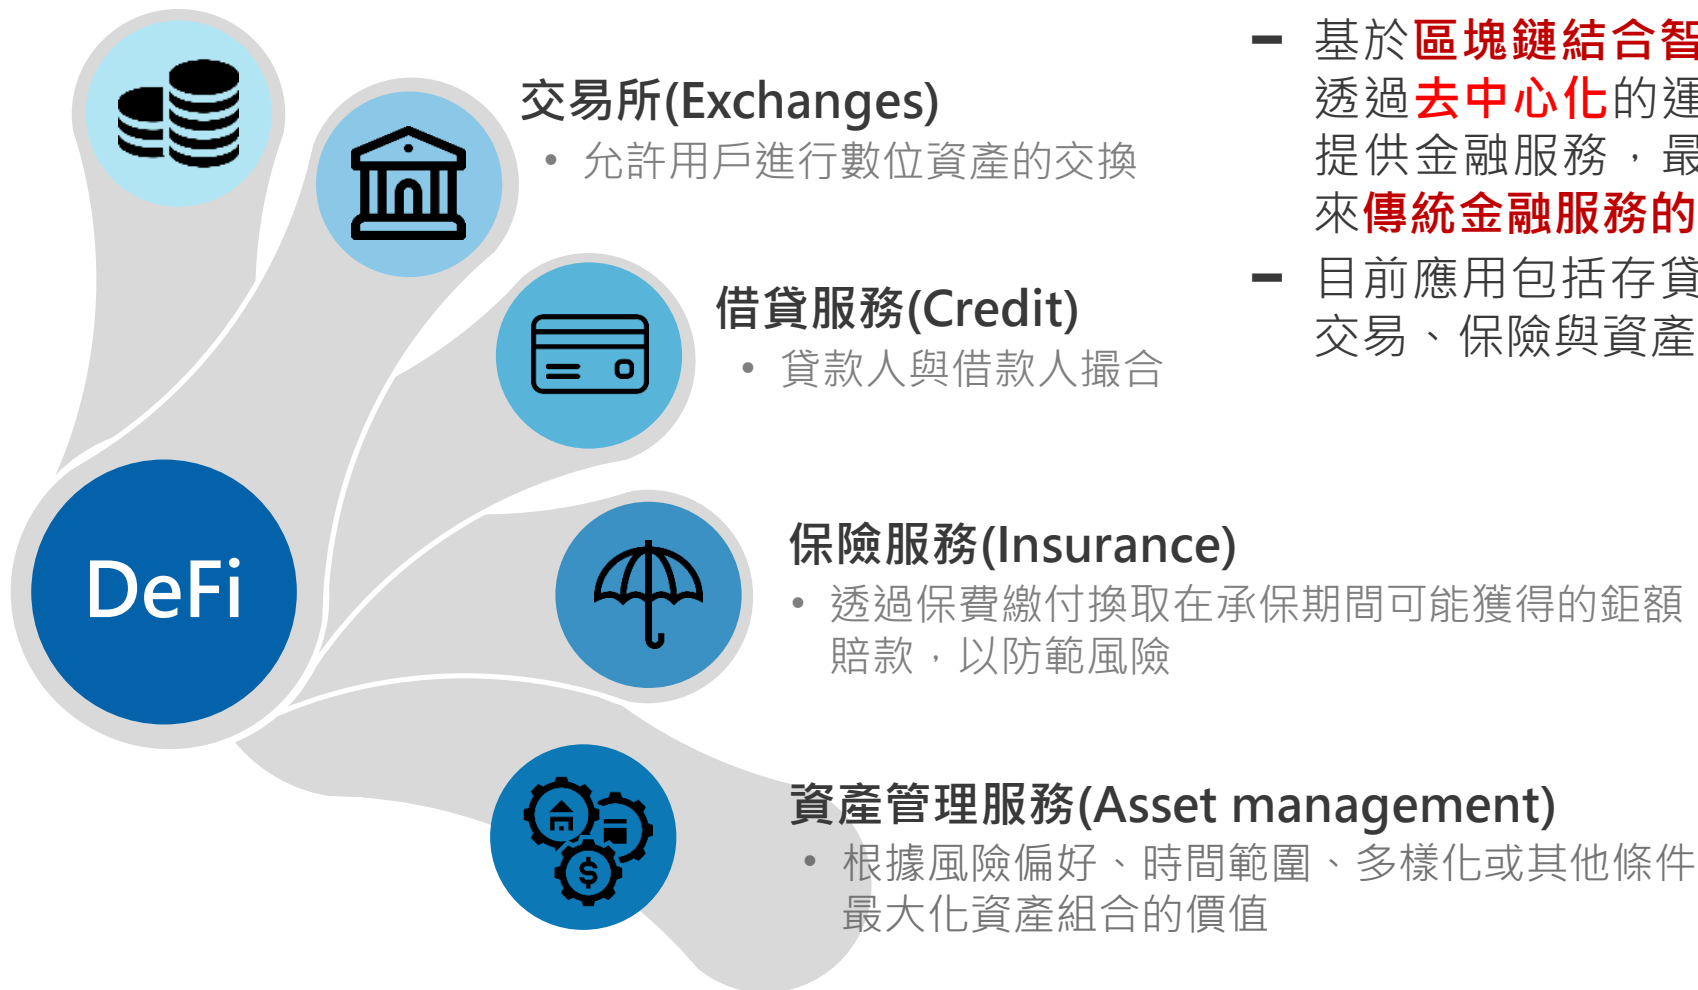 交易所(Exchanges)
• 允許用戶進行數位資產的交換
借貸服務(Credit)
• 貸款人與借款人撮合
DeFi
保險服務(Insurance)
• 透過保費繳付換取在承保期間可能獲得的鉅額
賠款，以防範風險
資產管理服務(Asset management)
• 根據風險偏好、時間範圍、多樣化或其他條件
最大化資產組合的價值
$
– 基於區塊鏈結合智
透過去中心化的運
提供金融服務，最
來傳統金融服務的
– 目前應用包括存貸
交易、保險與資產